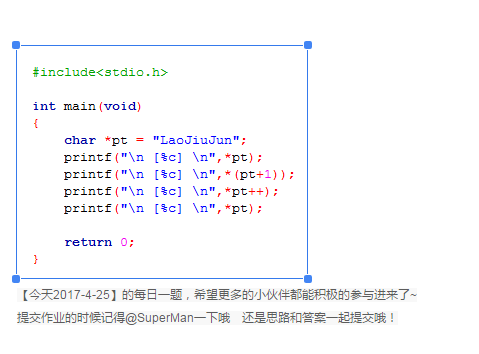 #include<stdio.h>
int main(void)
{
char *pt = "LaoJiuJun";
printf("\n [%c] \n",*pt);
printf("\n [%c] \n",*(pt+1));
printf("\n [%c] \n",*pt++);
printf("\n [%c] \n",*pt);
return 0;
}
【今天2017-4-25】的每日一题，希望更多的小伙伴都能积极的参与进来了~
提交作业的时候记得@SuperMan一下哦 还是思路和答案一起提交哦！